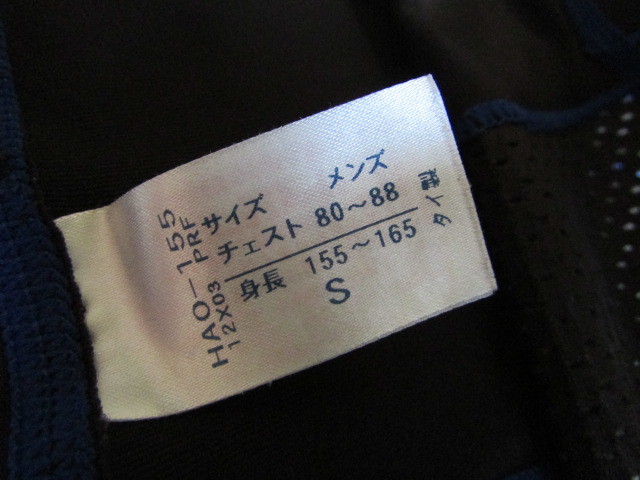 サイズ メンズ
チェスト 80～88
身長 155～165
S
HAO-155
12X03 PRF
タイ製